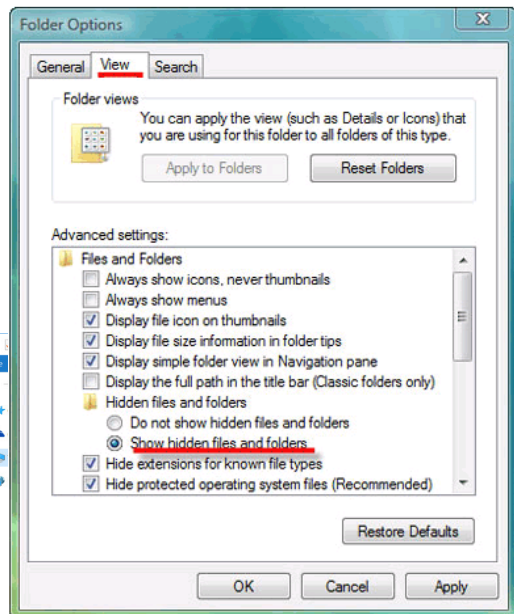 Folder Options
General View Search
Folder views
You can apply the view (such as Details or Icons) that
you are using for this folder to all folders of this type.
Apply to Folders Reset Folders
Advanced settings:
Files and Folders
Always show icons, never thumbnails
Always show menus
Display file icon on thumbnails
Display file size information in folder tips
Display simple folder view in Navigation pane
Display the full path in the title bar (Classic folders only)
Hidden files and folders
Do not show hidden files and folders
Show hidden files and folders
Hide extensions for known file types
Hide protected operating system files (Recommended)
Restore Defaults
OK Cancel Apply